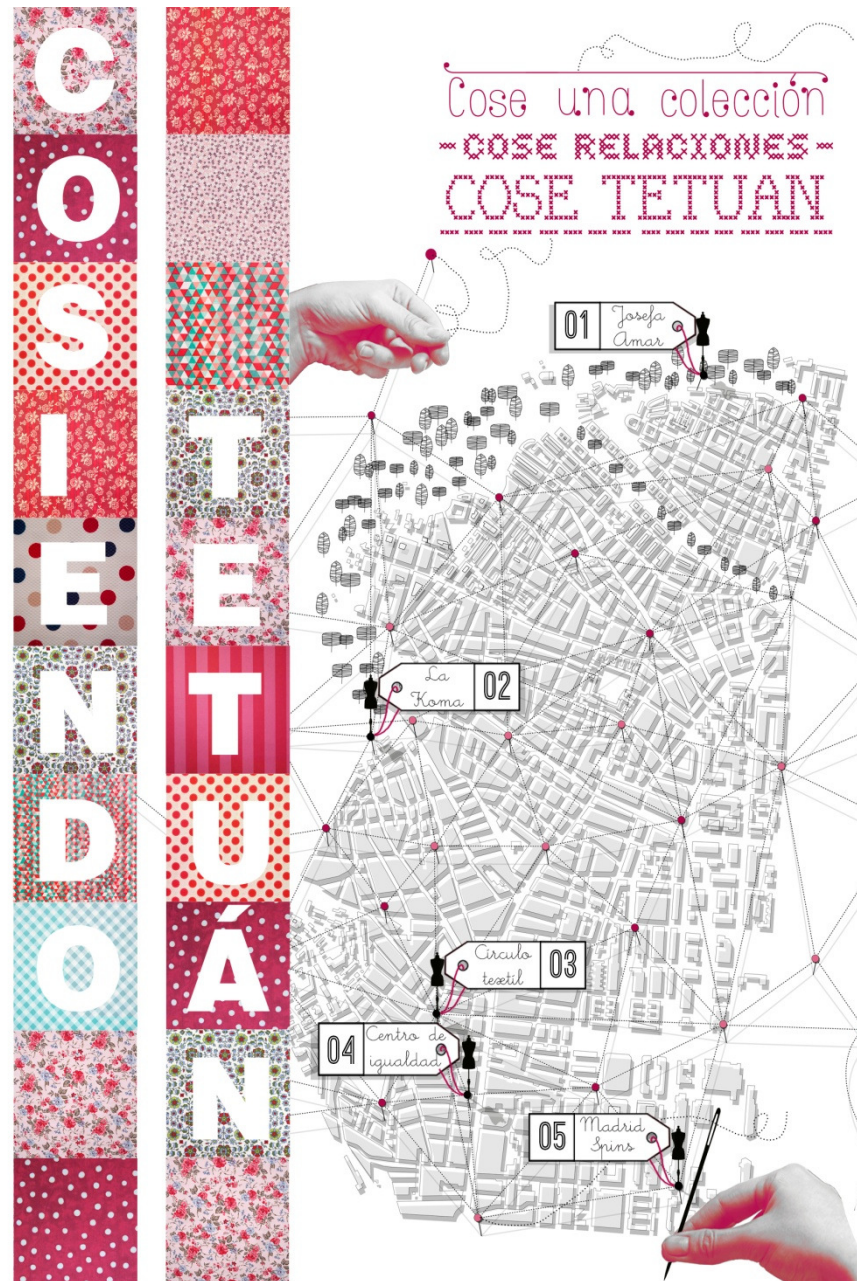 COSIENDO
TETUÁN
Cose una colección
-COSE RELACIONES-
COSE TETUAN
01 Josefa
Amar
La
Koma 02
Círculo
textil 03
04 Centro de
igualdad
05 Madrid
Spins